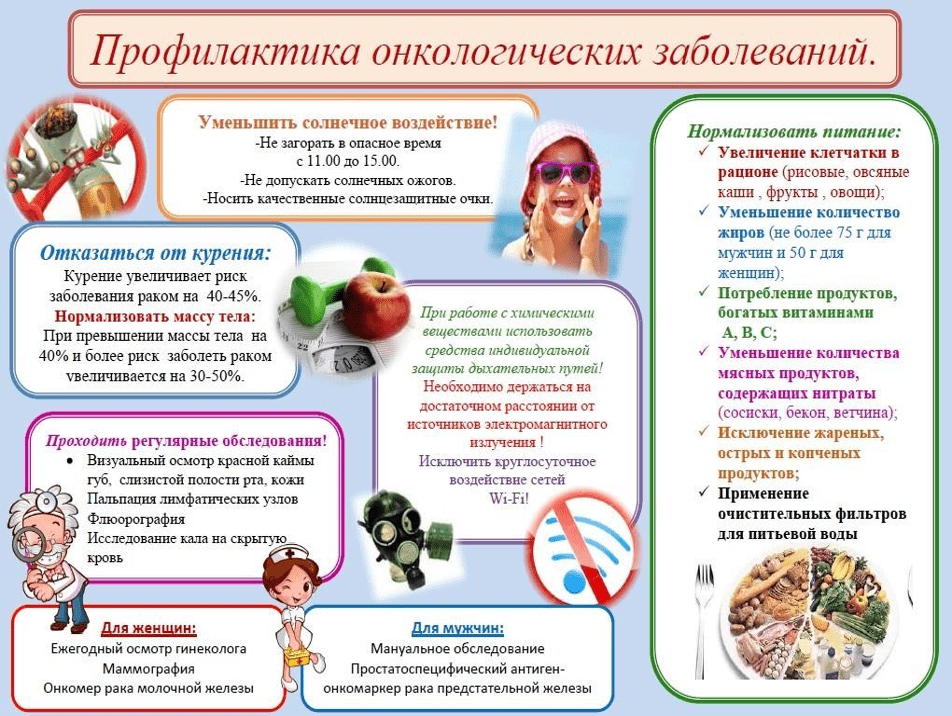 Профилактика онкологических заболеваний.
Уменьшить солнечное воздействие!
-Не загорать в опасное время
с 11.00 до 15.00.
-Не допускать солнечных ожогов.
-Носить качественные солнцезащитные очки.
Отказаться от курения:
Курение увеличивает риск
заболевания раком на 40-45%.
Нормализовать массу тела:
При превышении массы тела на
40% и более риск заболеть раком
увеличивается на 30-50%.
При работе с химическими
веществами использовать
средства индивидуальной
защиты дыхательных путей!
Необходимо держаться на
достаточном расстоянии от
источников электромагнитного
излучения !
Исключить круглосуточное
воздействие сетей
Wi-Fi!
Проходить регулярные обследования!
• Визуальный осмотр красной каймы
губ, слизистой полости рта, кожи
Пальпация лимфатических узлов
Флюорография
Исследование кала на скрытую
кровь
Для женщин:
Ежегодный осмотр гинеколога
Маммография
Онкомер рака молочной железы
Для мужчин:
Мануальное обследование
Простатоспецифический антиген-
онкомаркер рака предстательной железы
Нормализовать питание:
✓ Увеличение клетчатки в
рационе (рисовые, овсяные
каши , фрукты , овощи);
✓ Уменьшение количество
жиров (не более 75 г для
мужчин и 50 г для
женщин);
✓ Потребление продуктов,
богатых витаминами
А, В, С;
✓ Уменьшение количества
мясных продуктов,
содержащих нитраты
(сосиски, бекон, ветчина);
✓ Исключение жареных,
острых и копченых
продуктов;
✓ Применение
очистительных фильтров
для питьевой воды